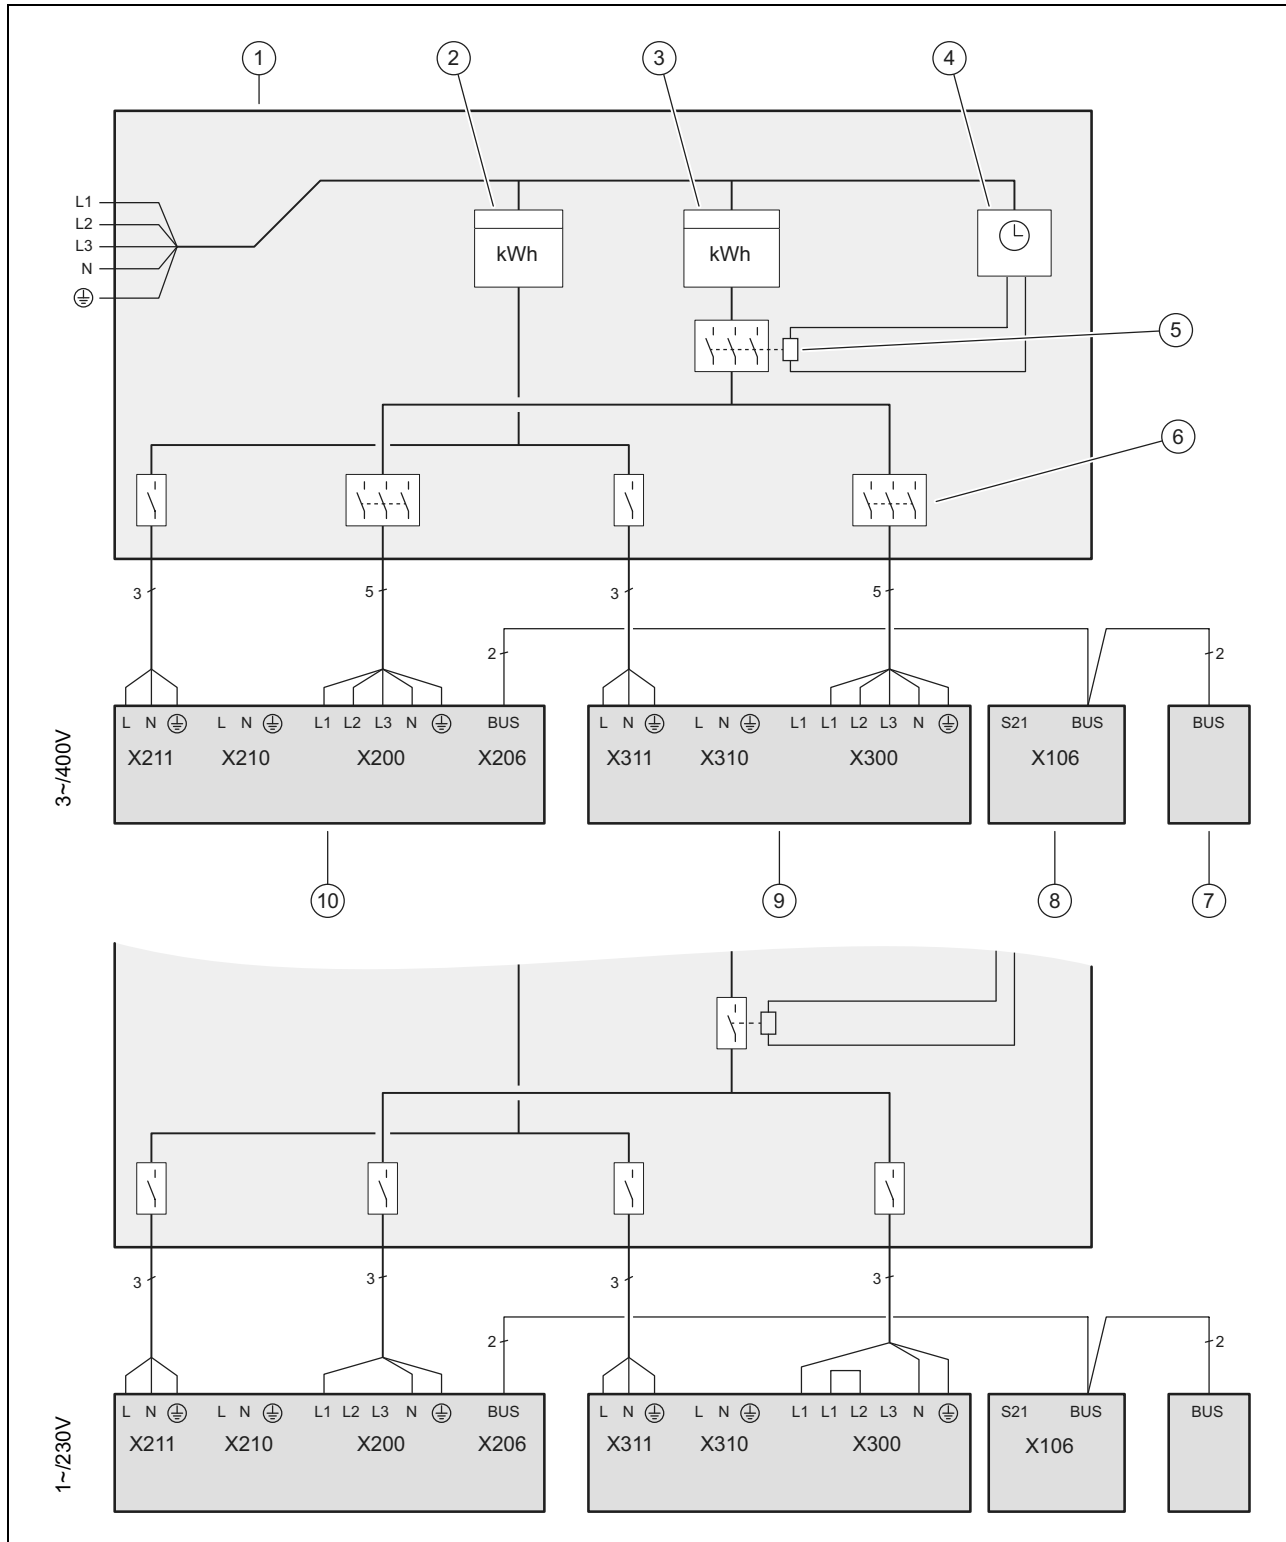 1 2 3 4
L1
L2
L3
N
kWh kWh
5
6
3 5 3 5
2 2
3~/400V
L N L N L1 L2 L3 N BUS L N L N L1 L1 L2 L3 N S21 BUS BUS
X211 X210 X200 X206 X311 X310 X300 X106
10 9 8 7
3 3 3 3
2 2
1~/230V
L N L N L1 L2 L3 N BUS L N L N L1 L1 L2 L3 N S21 BUS BUS
X211 X210 X200 X206 X311 X310 X300 X106